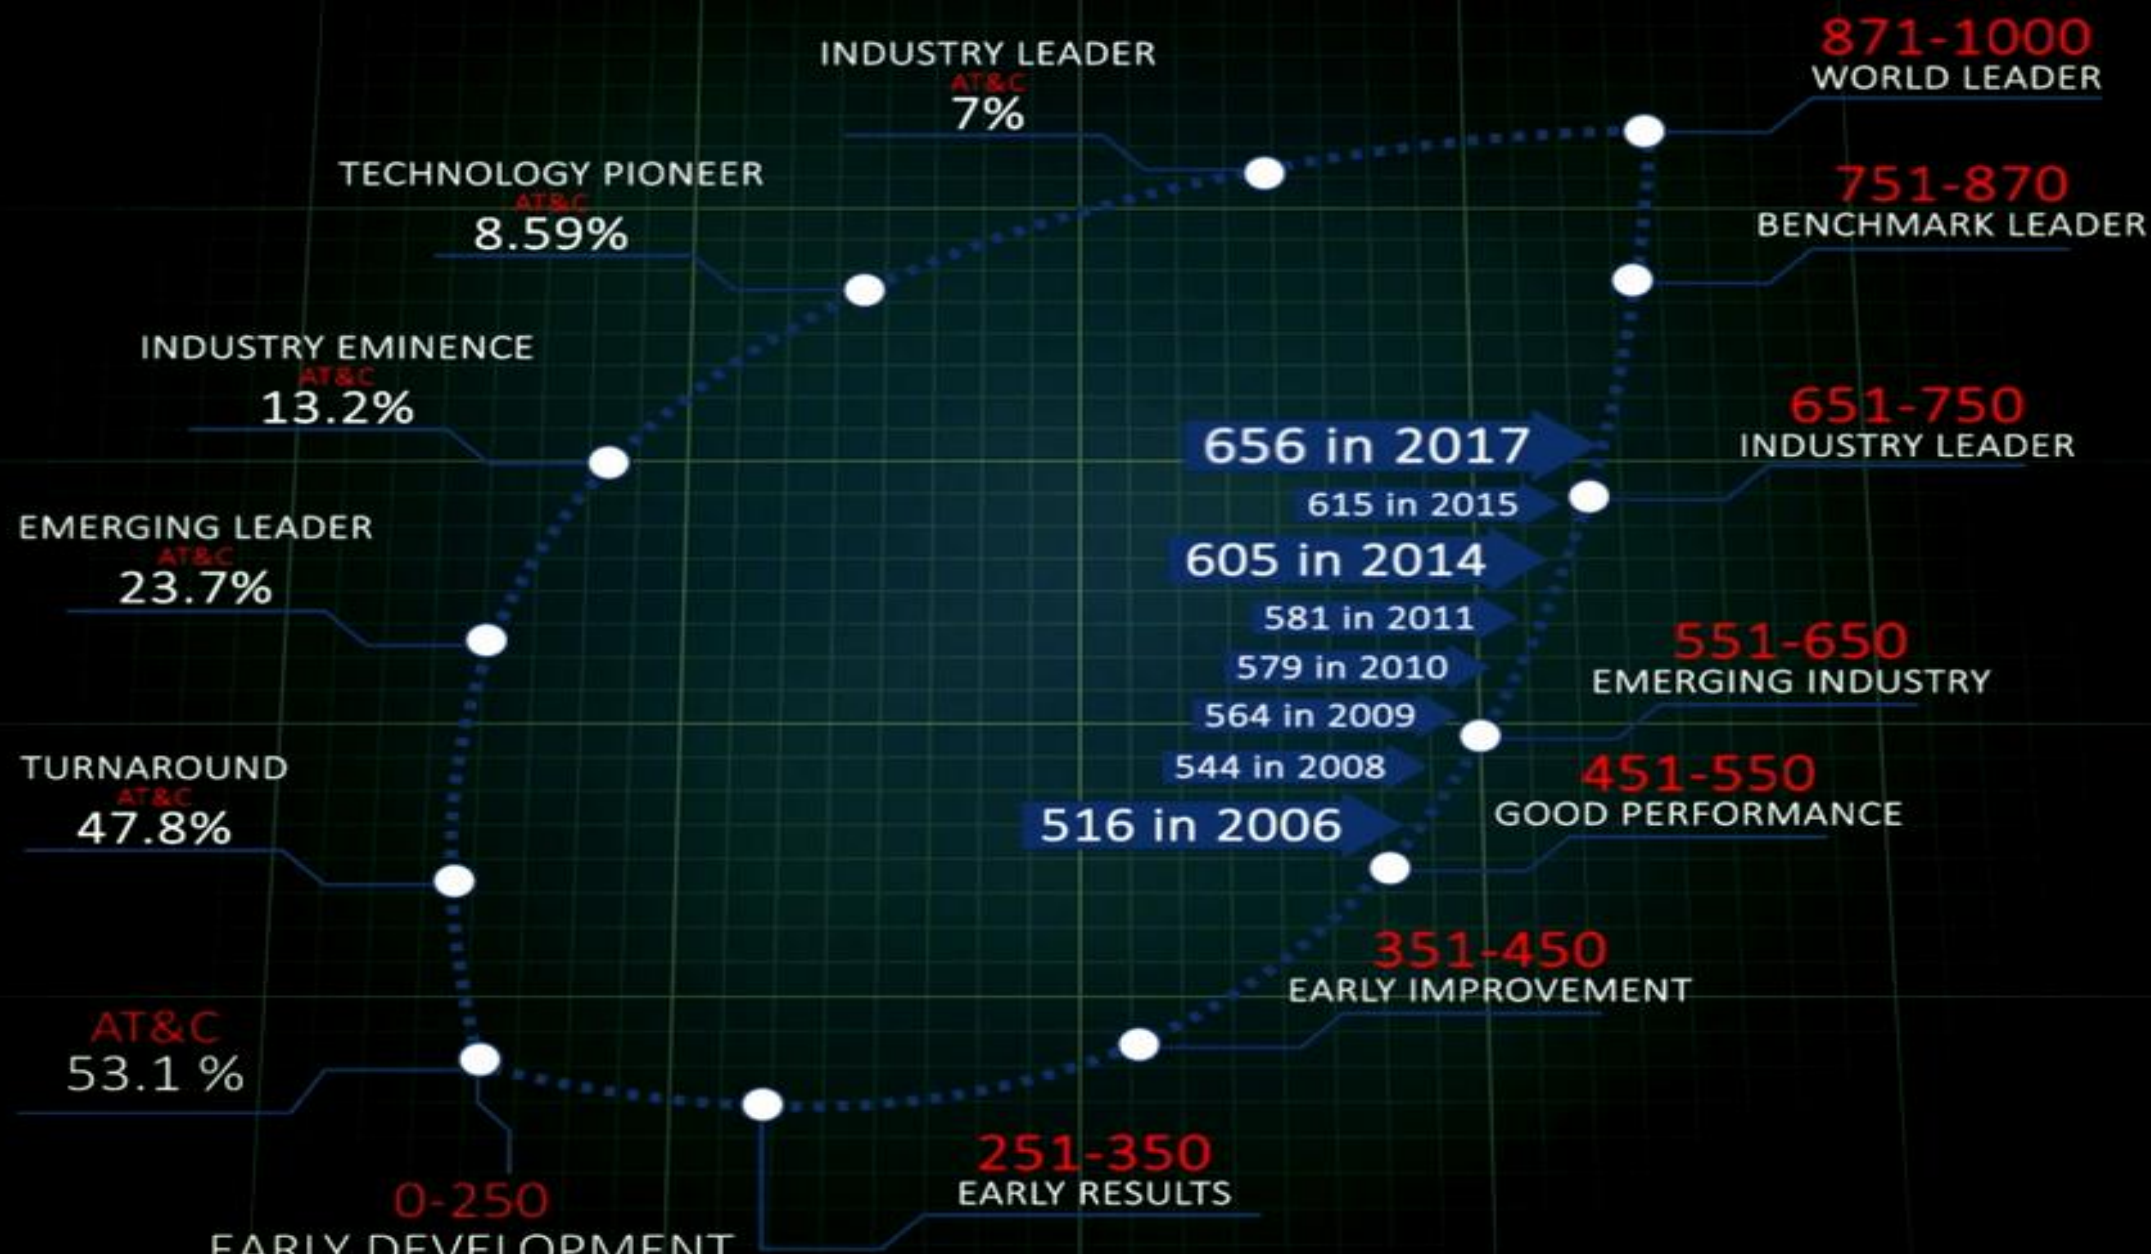 INDUSTRY LEADER
AT&C
7%
871-1000
WORLD LEADER
TECHNOLOGY PIONEER
AT&C
8.59%
751-870
BENCHMARK LEADER
INDUSTRY EMINENCE
AT&C
13.2%
656 in 2017
651-750
INDUSTRY LEADER
615 in 2015
EMERGING LEADER
AT&C
23.7%
605 in 2014
581 in 2011
579 in 2010
551-650
EMERGING INDUSTRY
564 in 2009
544 in 2008
451-550
GOOD PERFORMANCE
TURNAROUND
AT&C
47.8%
516 in 2006
351-450
EARLY IMPROVEMENT
AT&C
53.1 %
251-350
EARLY RESULTS
0-250
EARLY DEVELOPMENT